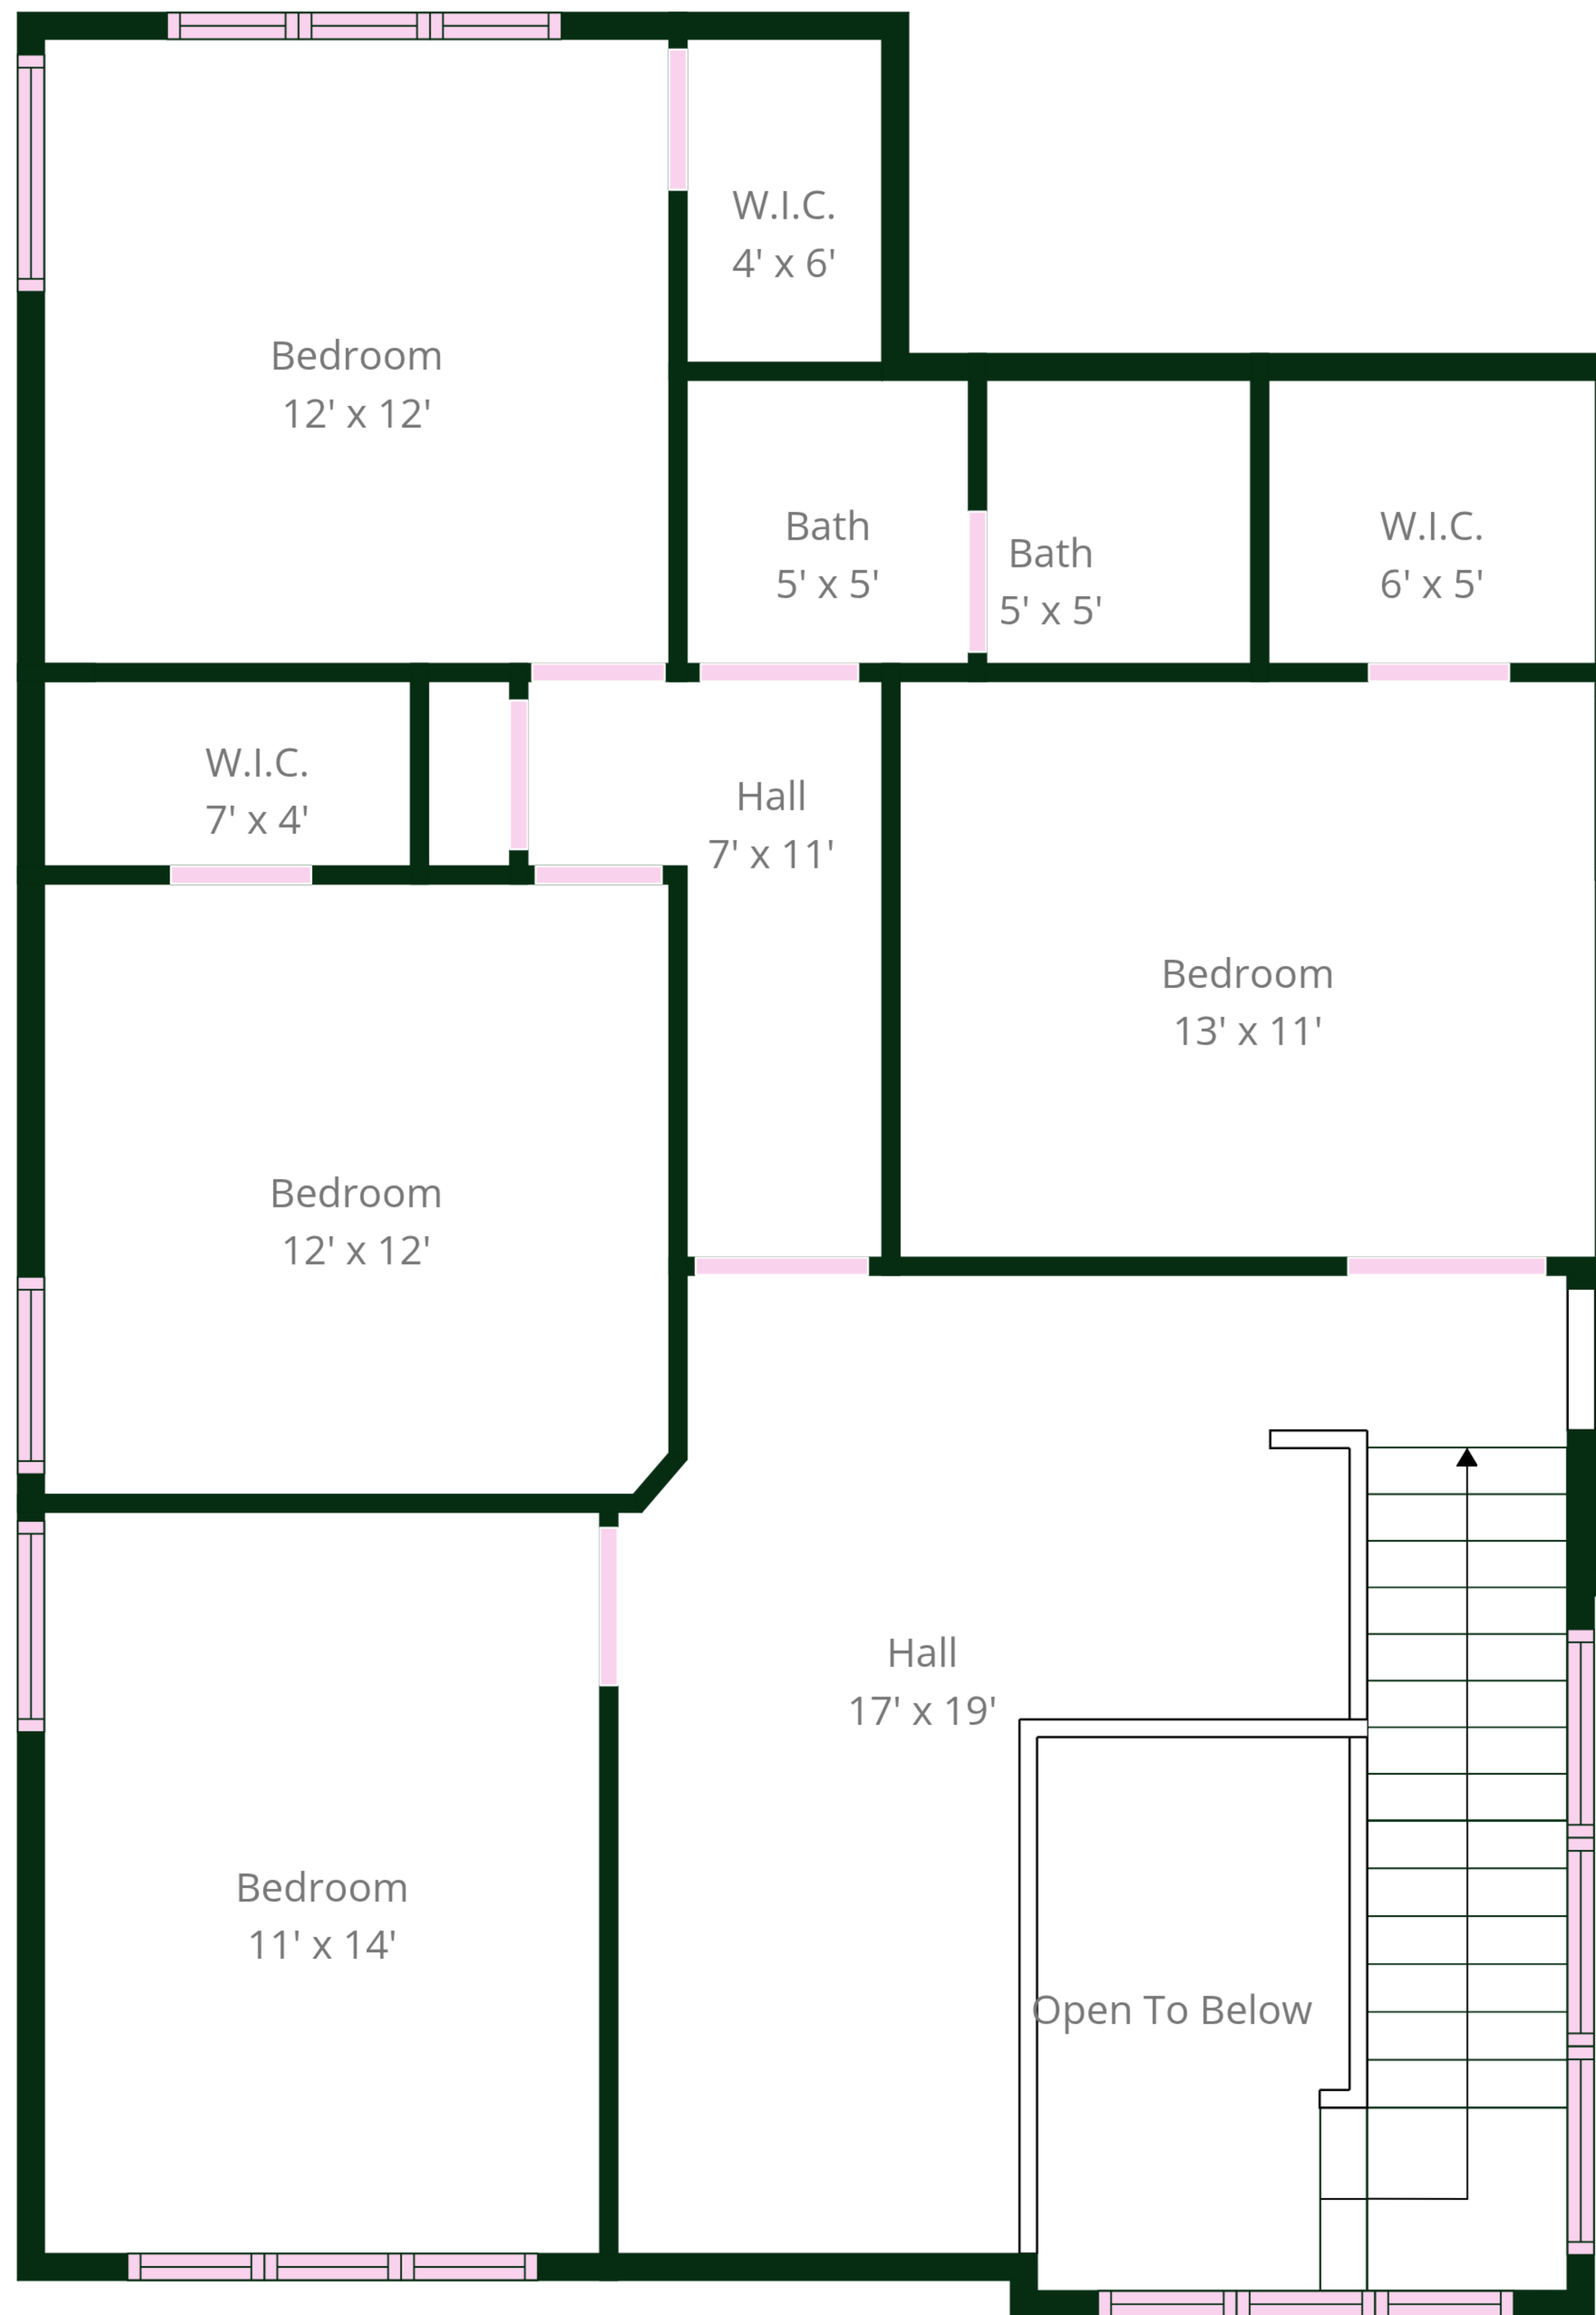 W.I.C.
4' x 6'
Bedroom
12' x 12'
Bath
5' x 5'
Bath
5' x 5'
W.I.C.
6' x 5'
W.I.C.
7' x 4'
Hall
7' x 11'
Bedroom
13' x 11'
Bedroom
12' x 12'
Hall
17' x 19'
Bedroom
11' x 14'
Open To Below